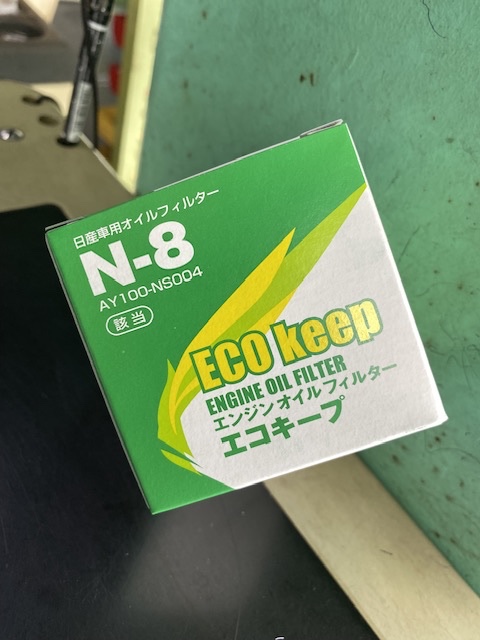 日産車用オイルフィルター
N-8
AY100-NS004
該当
ECO keep
ENGINE OIL FILTER
エンジンオイルフィルター
エコキープ